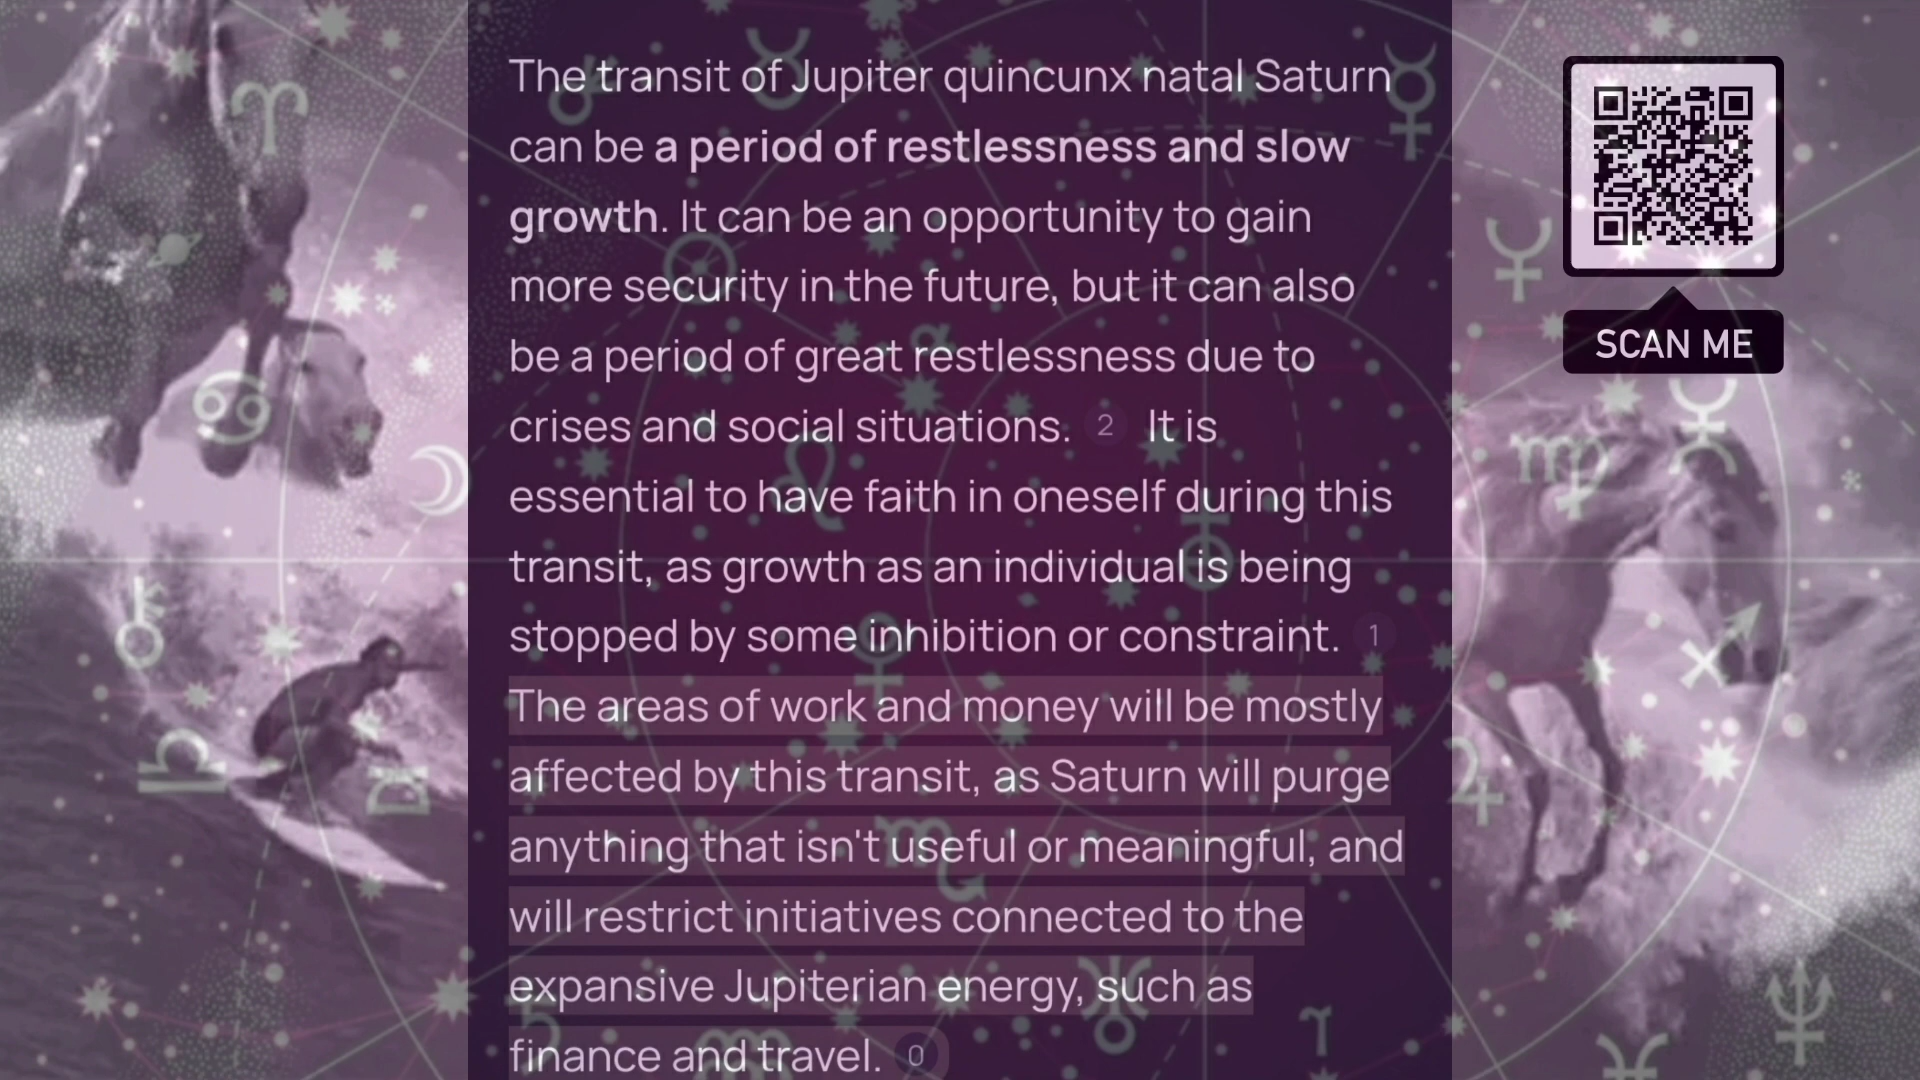 The transit of Jupiter quincunx natal Saturn
can be a period of restlessness and slow
growth. It can be an opportunity to gain
more security in the future, but it can also
be a period of great restlessness due to
crises and social situations. 2 It is
essential to have faith in oneself during this
transit, as growth as an individual is being
stopped by some inhibition or constraint. 1
The areas of work and money will be mostly
affected by this transit, as Saturn will purge
anything that isn't useful or meaningful, and
will restrict initiatives connected to the
expansive Jupiterian energy, such as
finance and travel. 0
SCAN ME